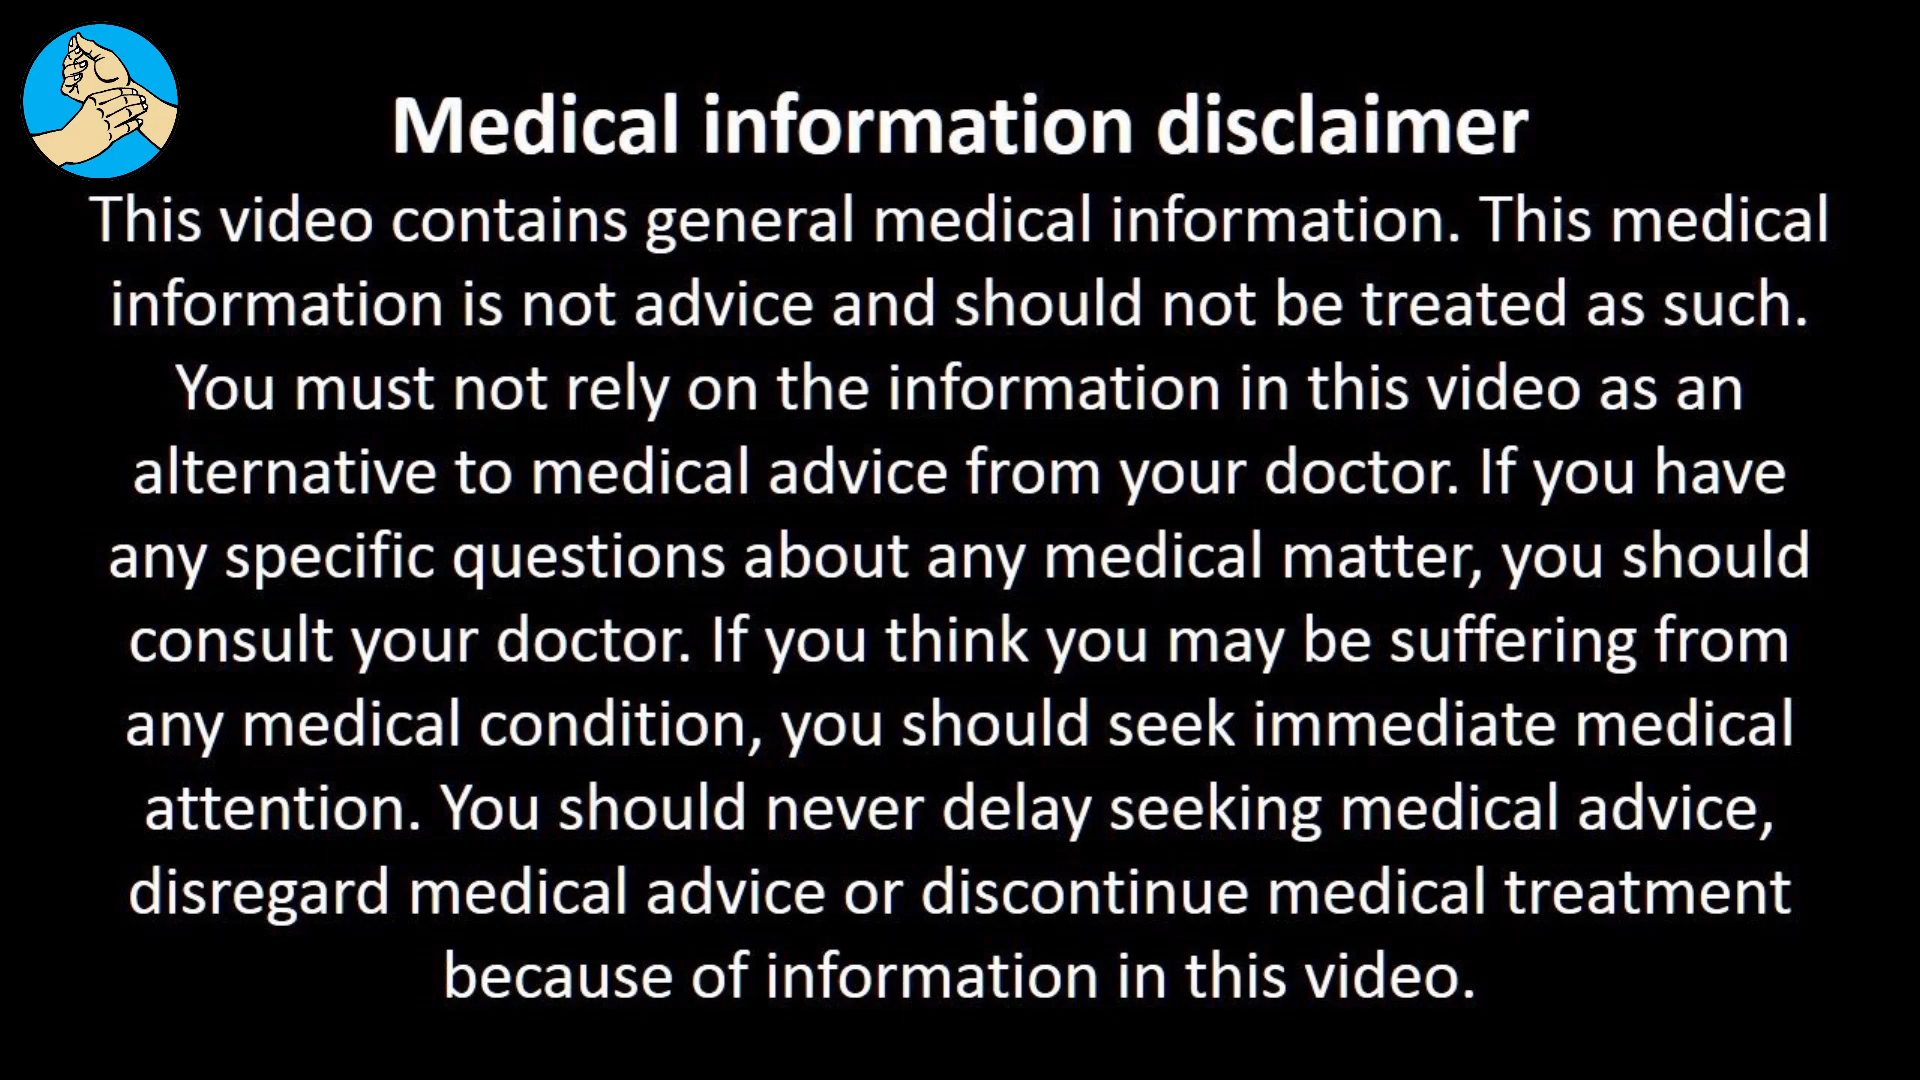 Medical information disclaimer
This video contains general medical information. This medical
information is not advice and should not be treated as such.
You must not rely on the information in this video as an
alternative to medical advice from your doctor. If you have
any specific questions about any medical matter, you should
consult your doctor. If you think you may be suffering from
any medical condition, you should seek immediate medical
attention. You should never delay seeking medical advice,
disregard medical advice or discontinue medical treatment
because of information in this video.